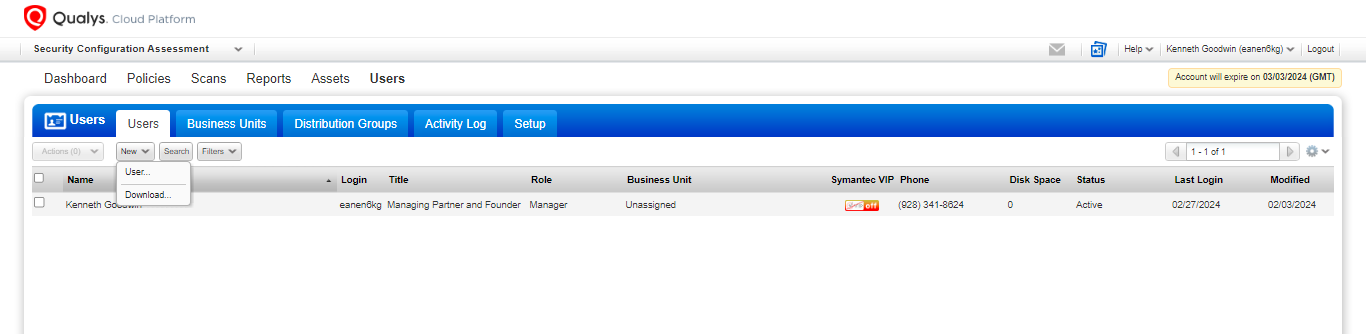 Qualys. Cloud Platform
Security Configuration Assessment
Help Kenneth Goodwin (eanen6kg) Logout
Dashboard Policies Scans Reports Assets Users
Account will expire on 03/03/2024 (GMT)
Users Users Business Units Distribution Groups Activity Log Setup
Actions (0) New Search Filters 1 - 1 of 1
User...
Download...
Name Login Title Role Business Unit Symantec VIP Phone Disk Space Status Last Login Modified
Kenneth Goodwin eanen6kg Managing Partner and Founder Manager Unassigned off (928) 341-8624 0 Active 02/27/2024 02/03/2024